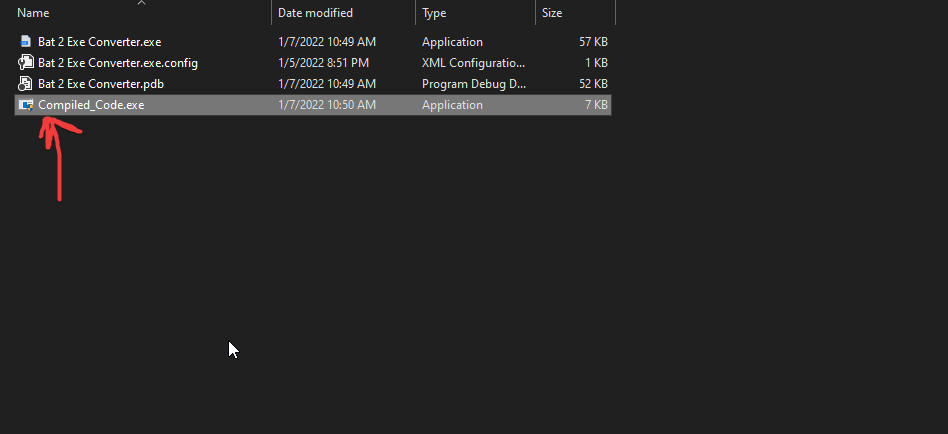 Name Date modified Type Size
Bat 2 Exe Converter.exe 1/7/2022 10:49 AM Application 57 KB
Bat 2 Exe Converter.exe.config 1/5/2022 8:51 PM XML Configuratio... 1 KB
Bat 2 Exe Converter.pdb 1/7/2022 10:49 AM Program Debug D... 52 KB
Compiled_Code.exe 1/7/2022 10:50 AM Application 7 KB